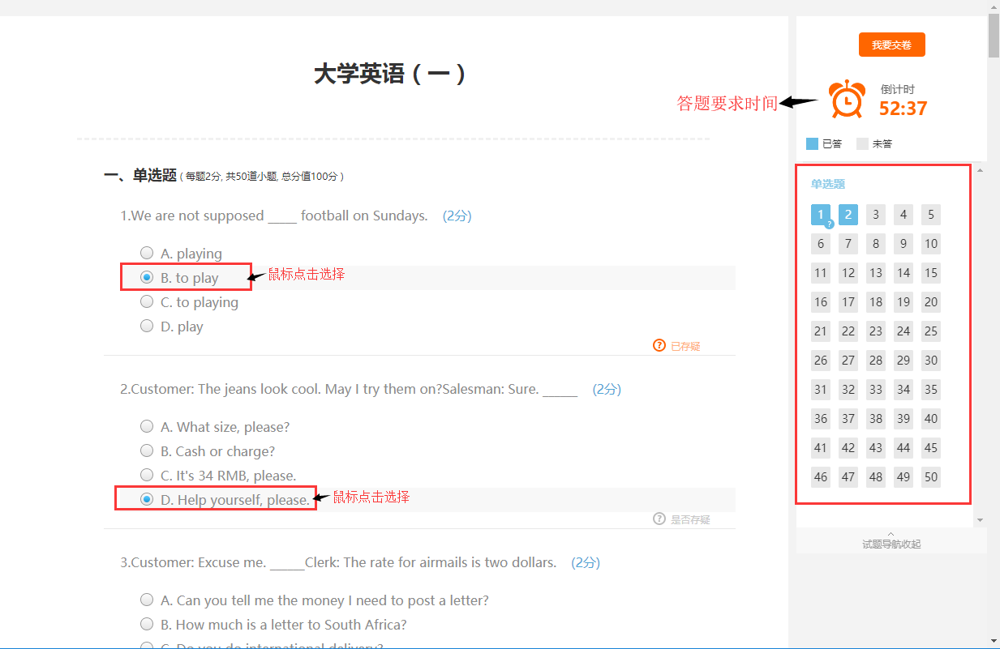 大学英语（一）
一、单选题 ( 每题2分, 共50道小题, 总分值100分 )
1.We are not supposed ____ football on Sundays. (2分)
A. playing
B. to play
鼠标点击选择
C. to playing
D. play
? 已存疑
2.Customer: The jeans look cool. May I try them on?Salesman: Sure. _____ (2分)
A. What size, please?
B. Cash or charge?
C. It's 34 RMB, please.
D. Help yourself, please.
鼠标点击选择
? 是否存疑
3.Customer: Excuse me. _____Clerk: The rate for airmails is two dollars. (2分)
A. Can you tell me the money I need to post a letter?
B. How much is a letter to South Africa?
C. Do you do international delivery?
我要交卷
答题要求时间
倒计时
52:37
已答 未答
单选题
1 ? 2 3 4 5
6 7 8 9 10
11 12 13 14 15
16 17 18 19 20
21 22 23 24 25
26 27 28 29 30
31 32 33 34 35
36 37 38 39 40
41 42 43 44 45
46 47 48 49 50
试题导航收起